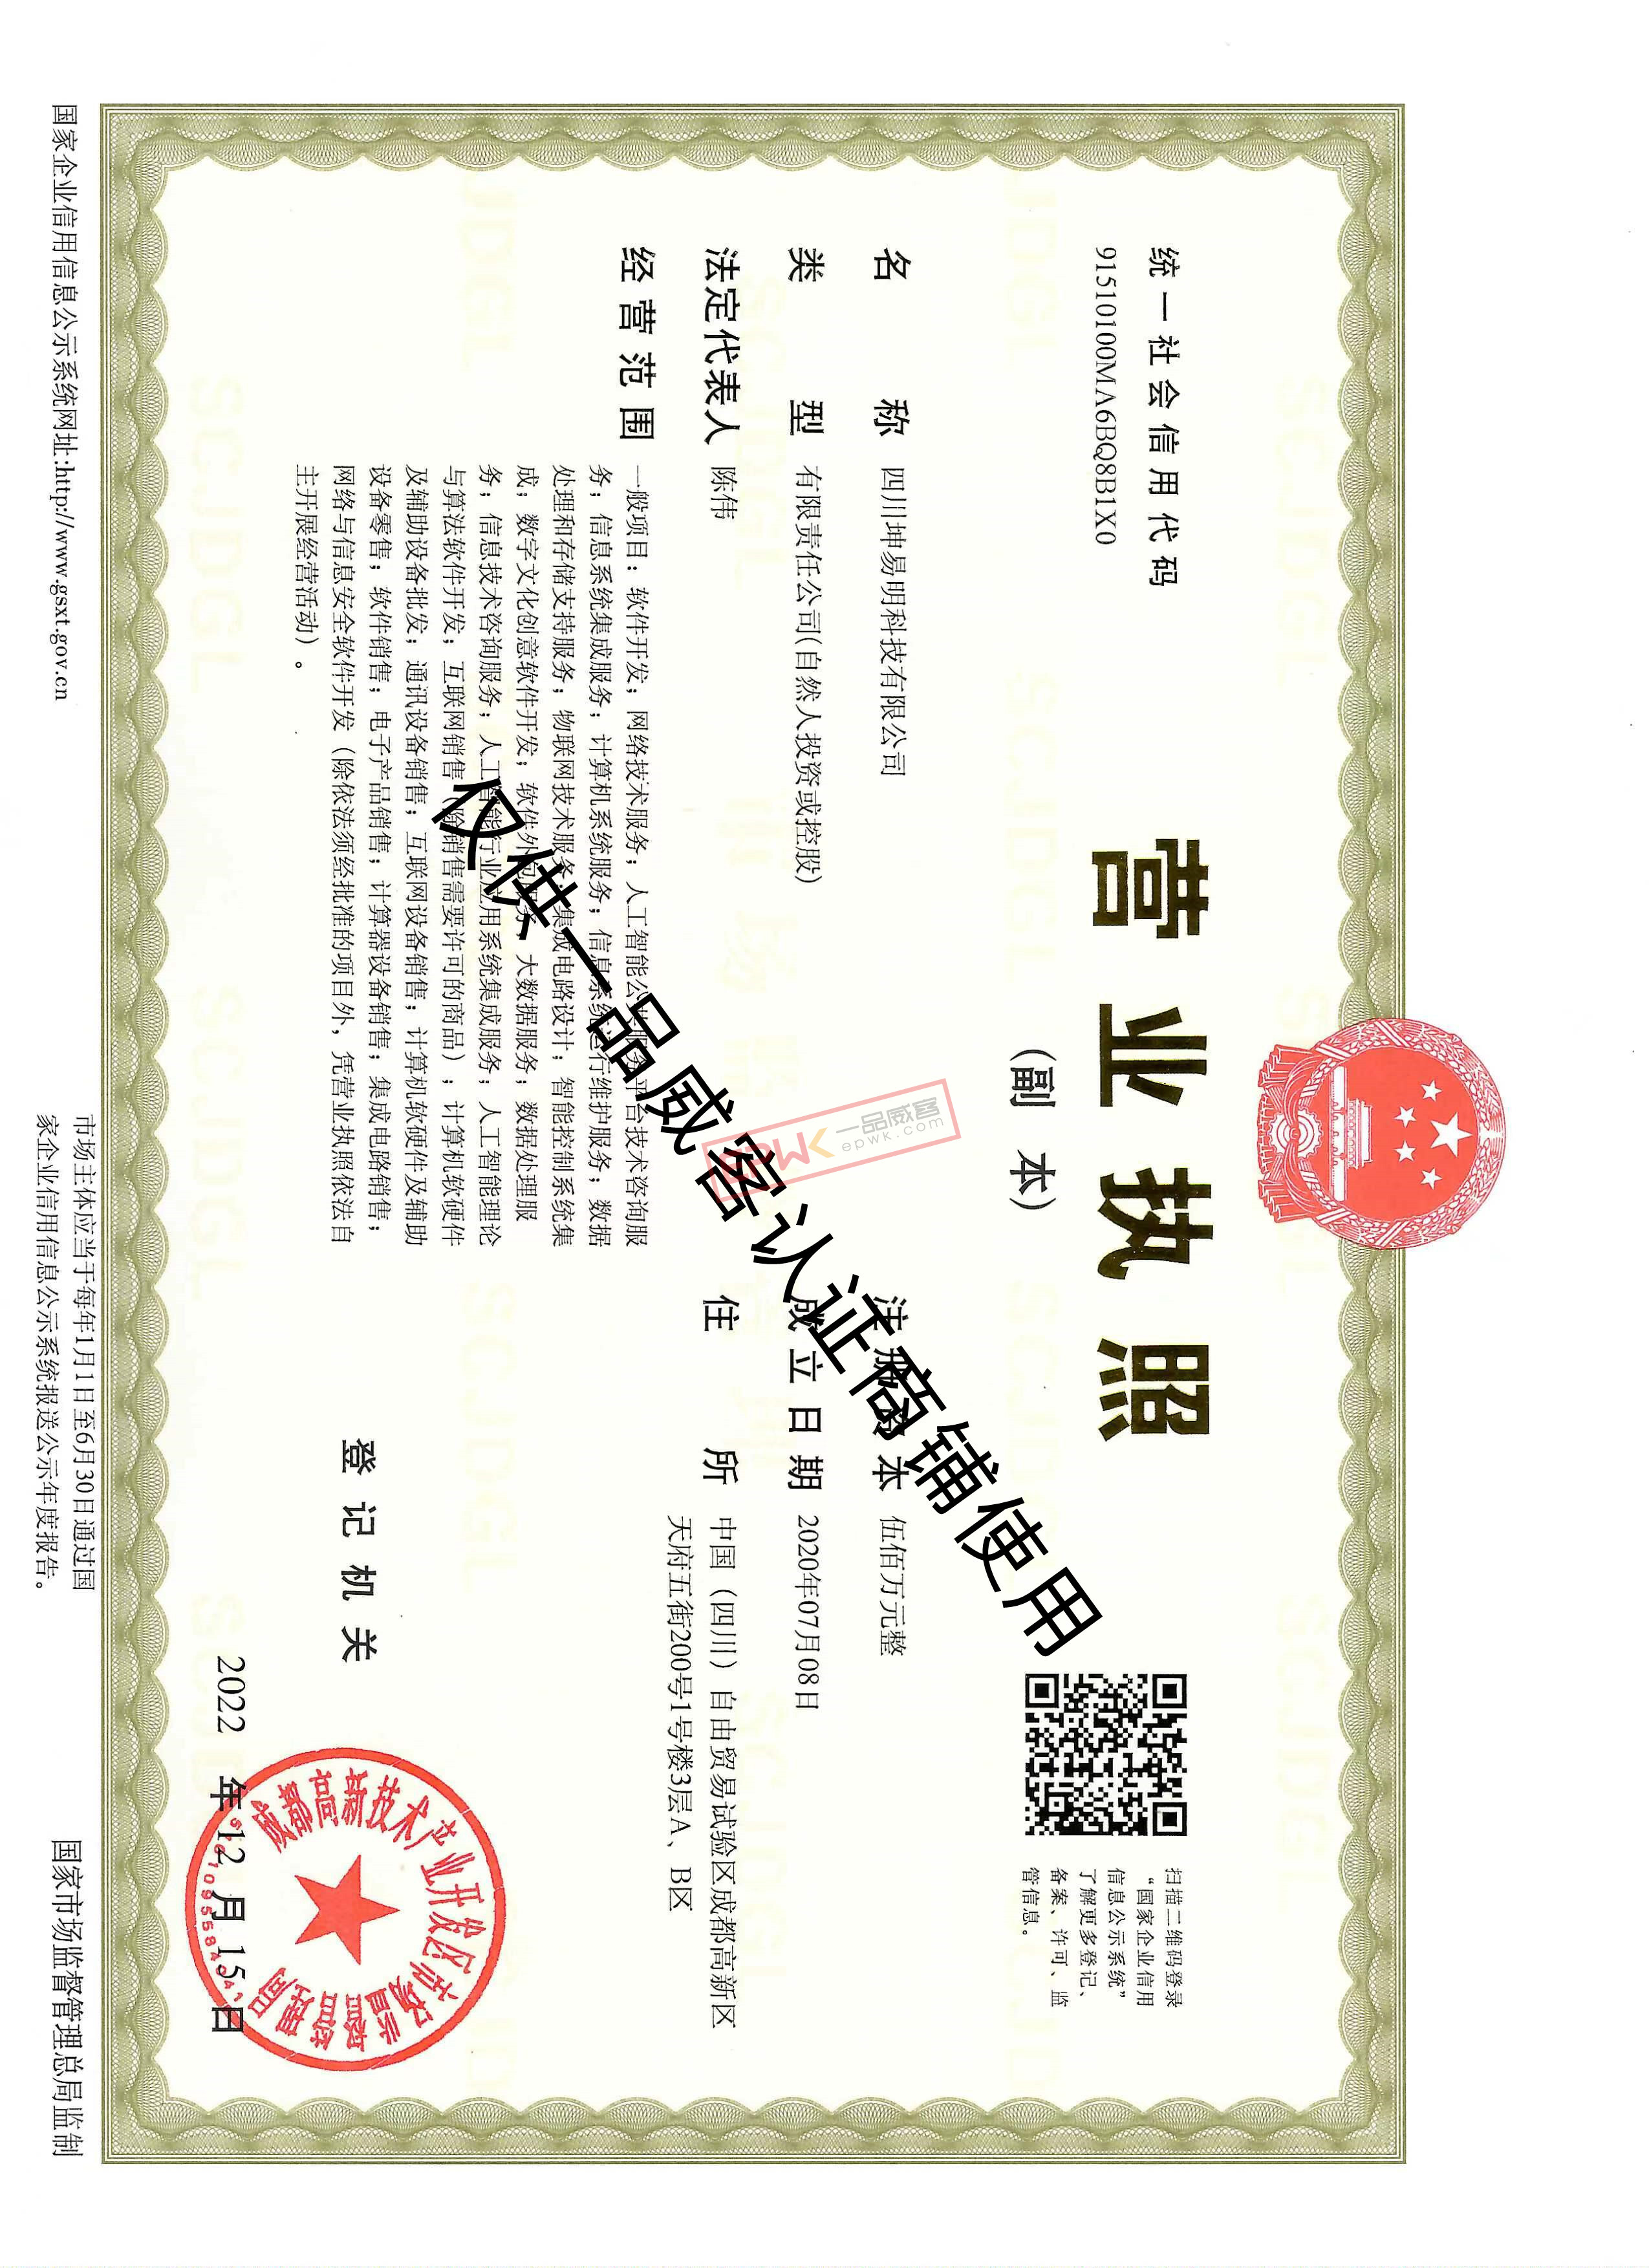 营业执照
（副 本）
统一社会信用代码
91510100MA6BQ8B1X0
扫描二维码登录
“国家企业信用
信息公示系统”
了解更多登记、
备案、许可、监
管信息。
名称 四川坤易明科技有限公司
类型 有限责任公司(自然人投资或控股)
法定代表人 陈伟
经营范围 一般项目：软件开发；网络技术服务；人工智能公共服务平台技术咨询服
务；信息系统集成服务；计算机系统服务；信息系统运行维护服务；数据
处理和存储支持服务；物联网技术服务；集成电路设计；智能控制系统集
成；数字文化创意软件开发；软件外包服务；大数据服务；数据处理服
务；信息技术咨询服务；人工智能行业应用系统集成服务；人工智能理论
与算法软件开发；互联网销售（除销售需要许可的商品）；计算机软硬件
及辅助设备批发；通讯设备销售；互联网设备销售；计算机软硬件及辅助
设备零售；软件销售；电子产品销售；计算器设备销售；集成电路销售；
网络与信息安全软件开发（除依法须经批准的项目外，凭营业执照依法自
主开展经营活动）。
注册资本 伍佰万元整
成立日期 2020年07月08日
住所 中国（四川）自由贸易试验区成都高新区
天府五街200号1号楼3层A、B区
登记机关
成都高新技术产业开发区市场监督管理局
2022 年 12 月 15 日
仅供一品威客认证商铺使用
EPWK 一品威客
epwk.com
国家企业信用信息公示系统网址:http://www.gsxt.gov.cn
市场主体应当于每年1月1日至6月30日通过国
家企业信用信息公示系统报送公示年度报告。
国家市场监督管理总局监制